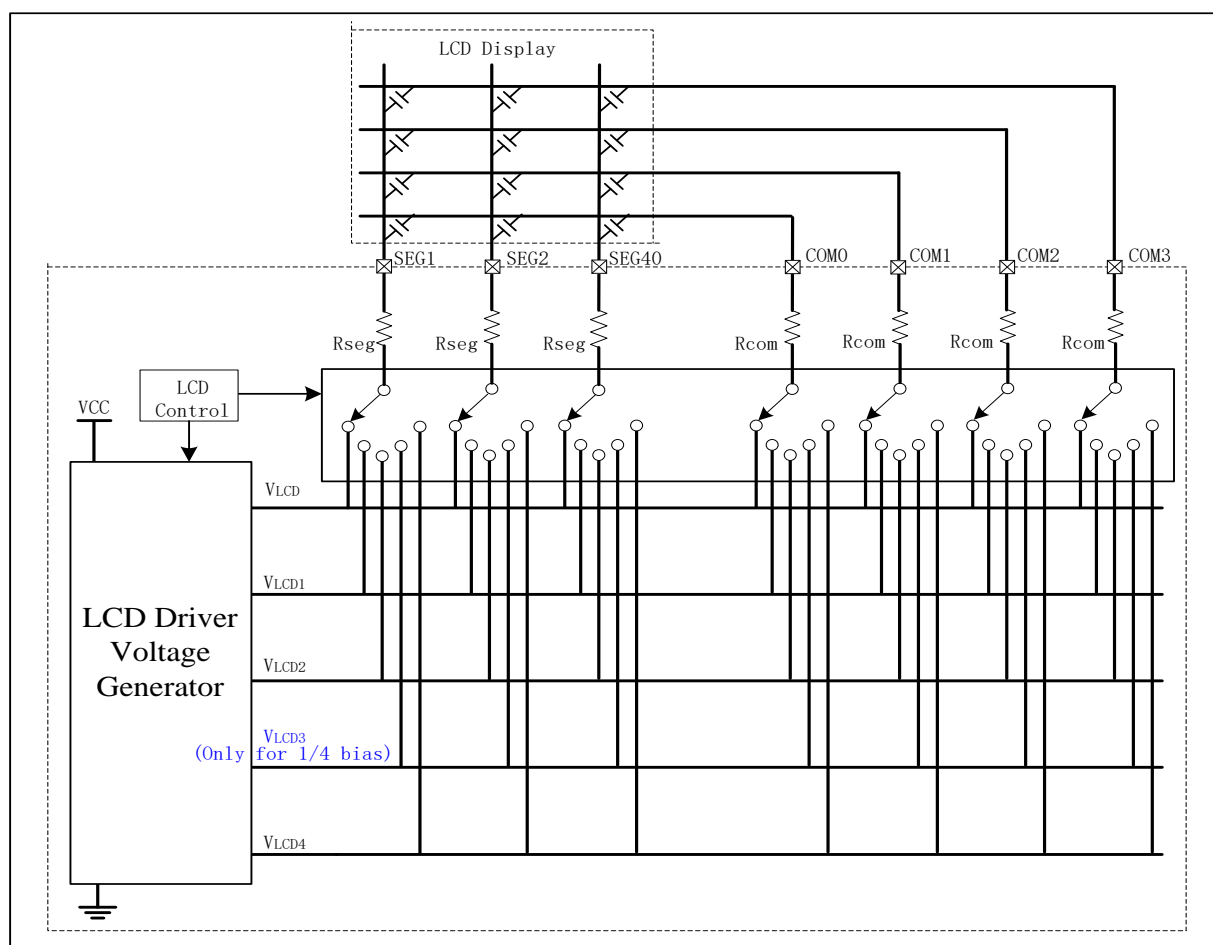 LCD Display
SEG1
SEG2
SEG40
COM0
COM1
COM2
COM3
Rseg
Rseg
Rseg
Rcom
Rcom
Rcom
Rcom
LCD
Control
VCC
VLCD
VLCD1
LCD Driver
Voltage
Generator
VLCD2
VLCD3
(Only for 1/4 bias)
VLCD4